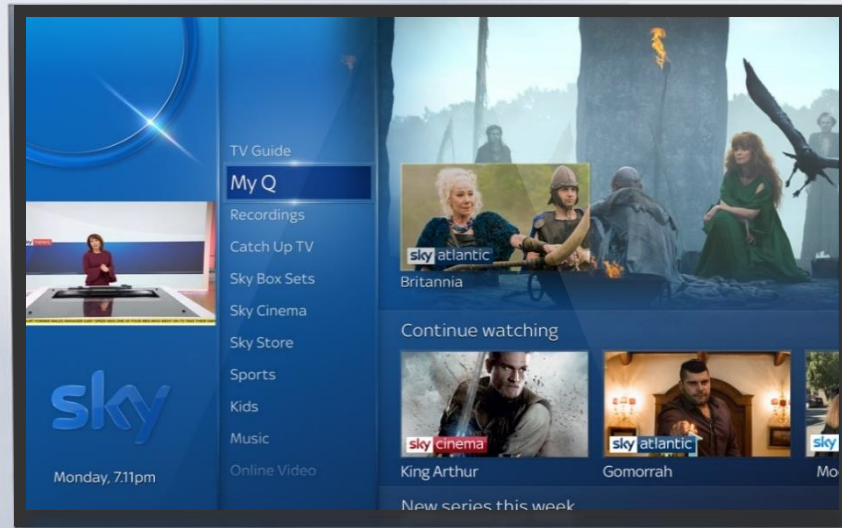 TV Guide
My Q
Recordings
Catch Up TV
Sky Box Sets
Sky Cinema
Sky Store
Sports
Kids
Music
Online Video
news
sky
Monday, 7.11pm
sky atlantic
Britannia
Continue watching
sky cinema
King Arthur
sky atlantic
Gomorrah
sky
Mo
New series this week